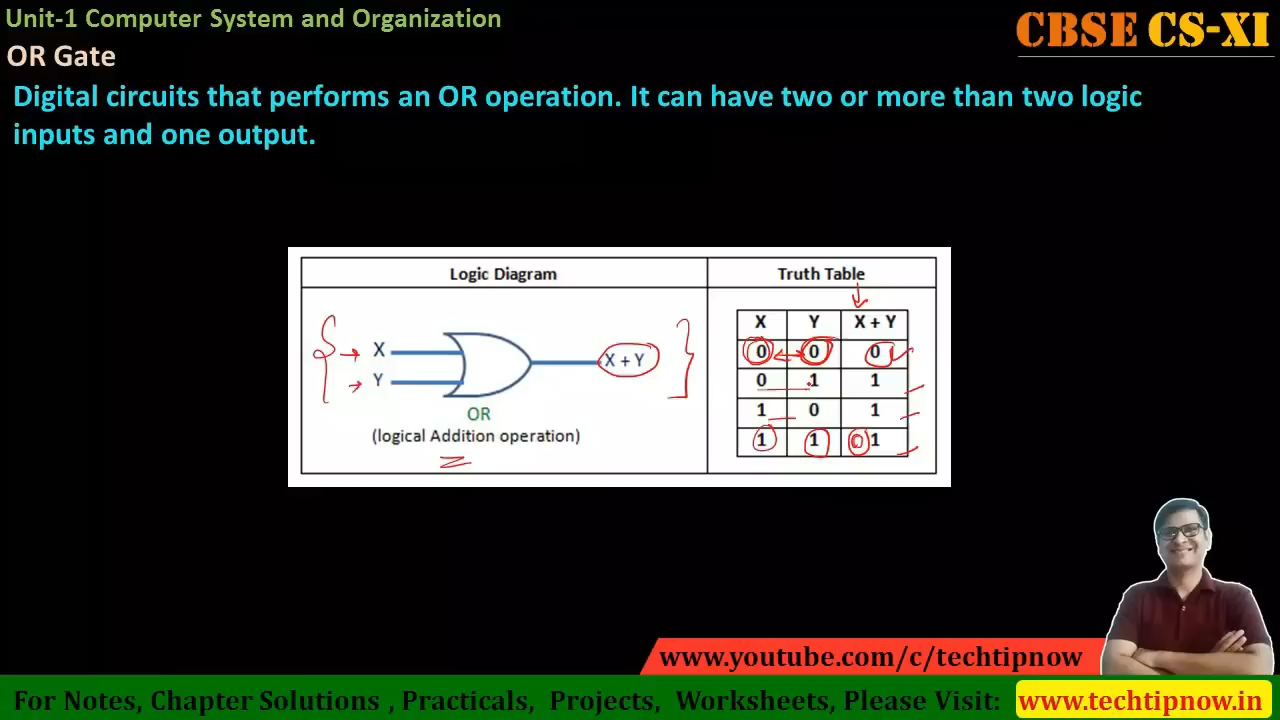 Unit-1 Computer System and Organization
CBSE CS-XI
OR Gate
Digital circuits that performs an OR operation. It can have two or more than two logic
inputs and one output.
Logic Diagram
Truth Table
X
Y
X + Y
OR
(logical Addition operation)
X Y X + Y
0 0 0
0 1 1
1 0 1
1 1 0 1
www.youtube.com/c/techtipnow
For Notes, Chapter Solutions , Practicals, Projects, Worksheets, Please Visit: www.techtipnow.in